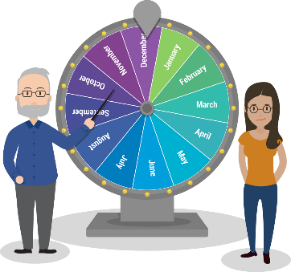 January
February
March
April
May
June
July
August
September
October
November
December